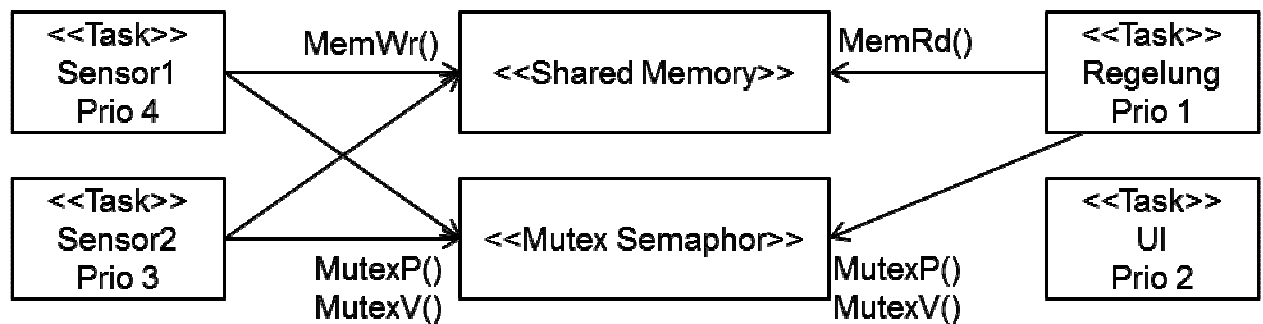 <<Task>>
Sensor1
Prio 4
MemWr()
<<Shared Memory>>
MemRd()
<<Task>>
Regelung
Prio 1
<<Task>>
Sensor2
Prio 3
MutexP()
MutexV()
<<Mutex Semaphor>>
MutexP()
MutexV()
<<Task>>
UI
Prio 2